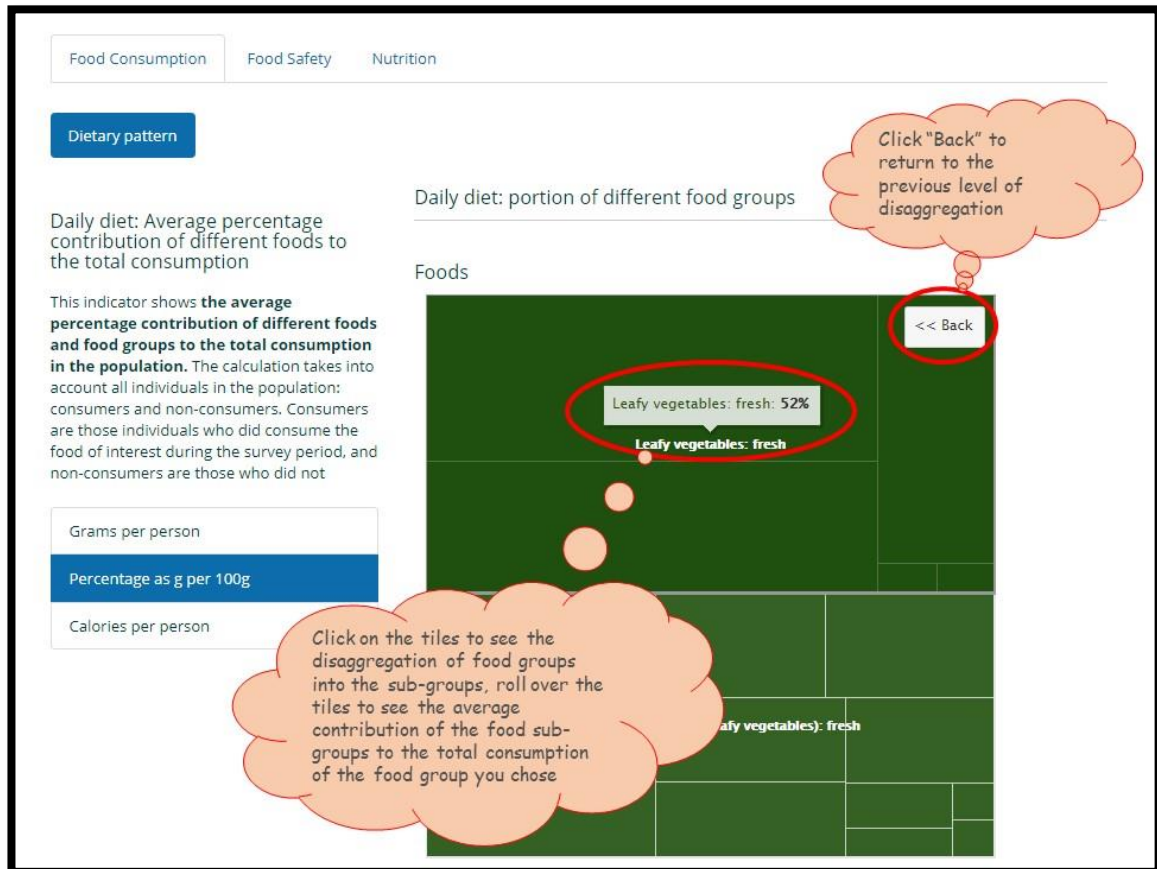 Food Consumption
Food Safety
Nutrition
Dietary pattern
Click "Back" to
return to the
previous level of
disaggregation
Daily diet: Average percentage
contribution of different foods to
the total consumption
This indicator shows the average
percentage contribution of different foods
and food groups to the total consumption
in the population. The calculation takes into
account all individuals in the population:
consumers and non-consumers. Consumers
are those individuals who did consume the
food of interest during the survey period, and
non-consumers are those who did not
Grams per person
Percentage as g per 100g
Calories per person
Daily diet: portion of different food groups
Foods
<< Back
Leafy vegetables: fresh: 52%
Leafy vegetables: fresh
Click on the tiles to see the
disaggregation of food groups
into the sub-groups, roll over the
tiles to see the average
contribution of the food sub-
groups to the total consumption
of the food group you chose
vegetables): fresh